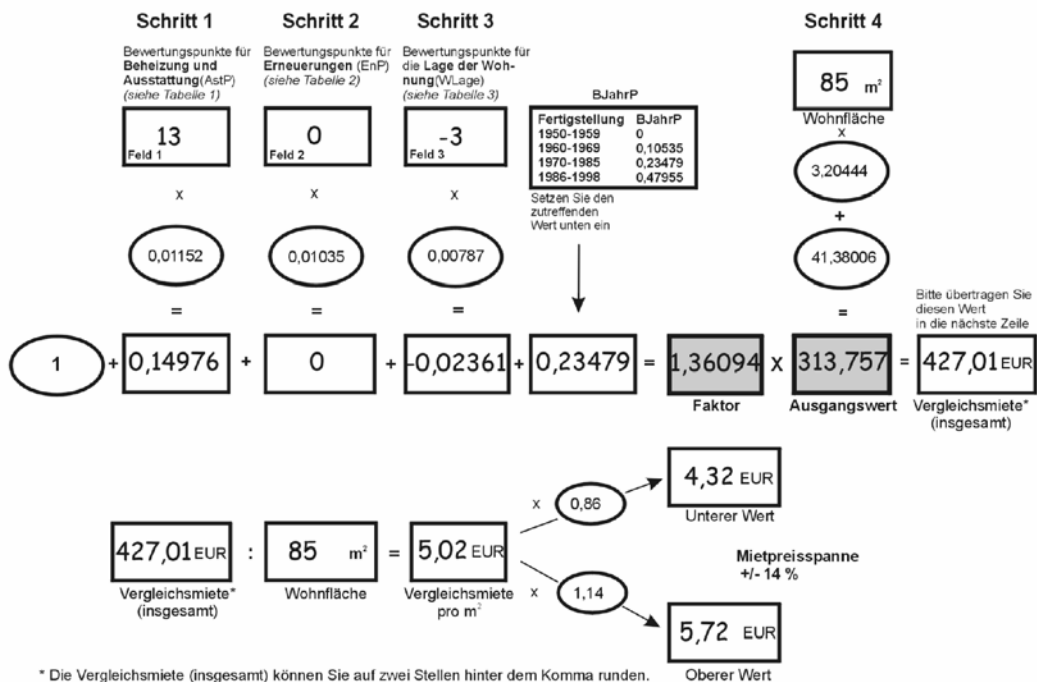 Schritt 1
Schritt 2
Schritt 3
Schritt 4
Bewertungspunkte für
Beheizung und
Ausstattung(AstP)
(siehe Tabelle 1)
Bewertungspunkte für
Erneuerungen (EnP)
(siehe Tabelle 2)
Bewertungspunkte für
die Lage der Woh-
nung(WLage)
(siehe Tabelle 3)
13
Feld 1
0
Feld 2
-3
Feld 3
BJahrP
Fertigstellung BJahrP
1950-1959 0
1960-1969 0,10535
1970-1985 0,23479
1986-1998 0,47955
Setzen Sie den
zutreffenden
Wert unten ein
85 m²
Wohnfläche
x
3,20444
+
41,38006
=
x x x
0,01152 0,01035 0,00787
= = =
Bitte übertragen Sie
diesen Wert
in die nächste Zeile
1 + 0,14976 + 0 + -0,02361 + 0,23479 = 1,36094 X 313,757 = 427,01 EUR
Faktor
Ausgangswert
Vergleichsmiete*
(insgesamt)
427,01 EUR : 85 m² = 5,02 EUR
Vergleichsmiete*
(insgesamt)
Wohnfläche
Vergleichsmiete
pro m²
x 0,86
4,32 EUR
Unterer Wert
Mietpreisspanne
+/- 14 %
x 1,14
5,72 EUR
Oberer Wert
* Die Vergleichsmiete (insgesamt) können Sie auf zwei Stellen hinter dem Komma runden.